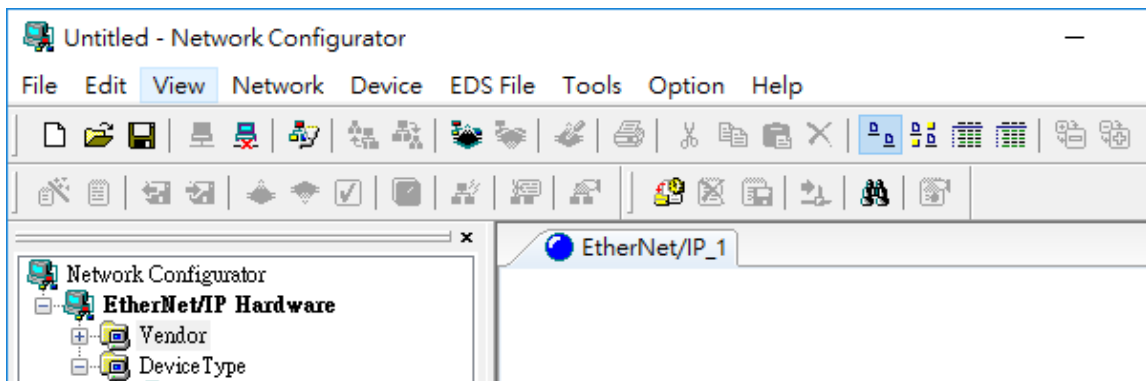 Untitled - Network Configurator
File Edit View Network Device EDS File Tools Option Help
EtherNet/IP_1
Network Configurator
EtherNet/IP Hardware
Vendor
DeviceType